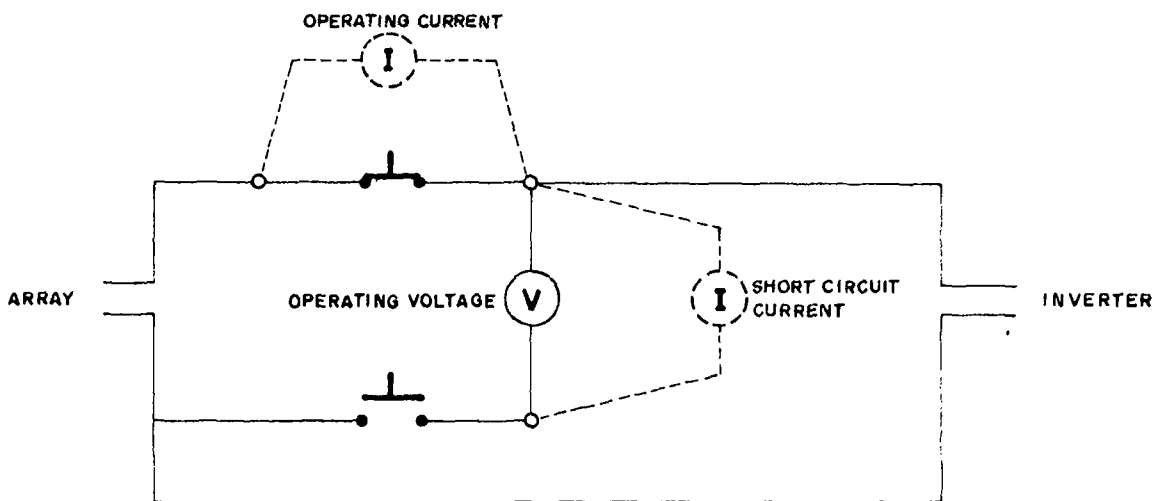 OPERATING CURRENT
I
ARRAY
OPERATING VOLTAGE
V
I
SHORT CIRCUIT
CURRENT
INVERTER